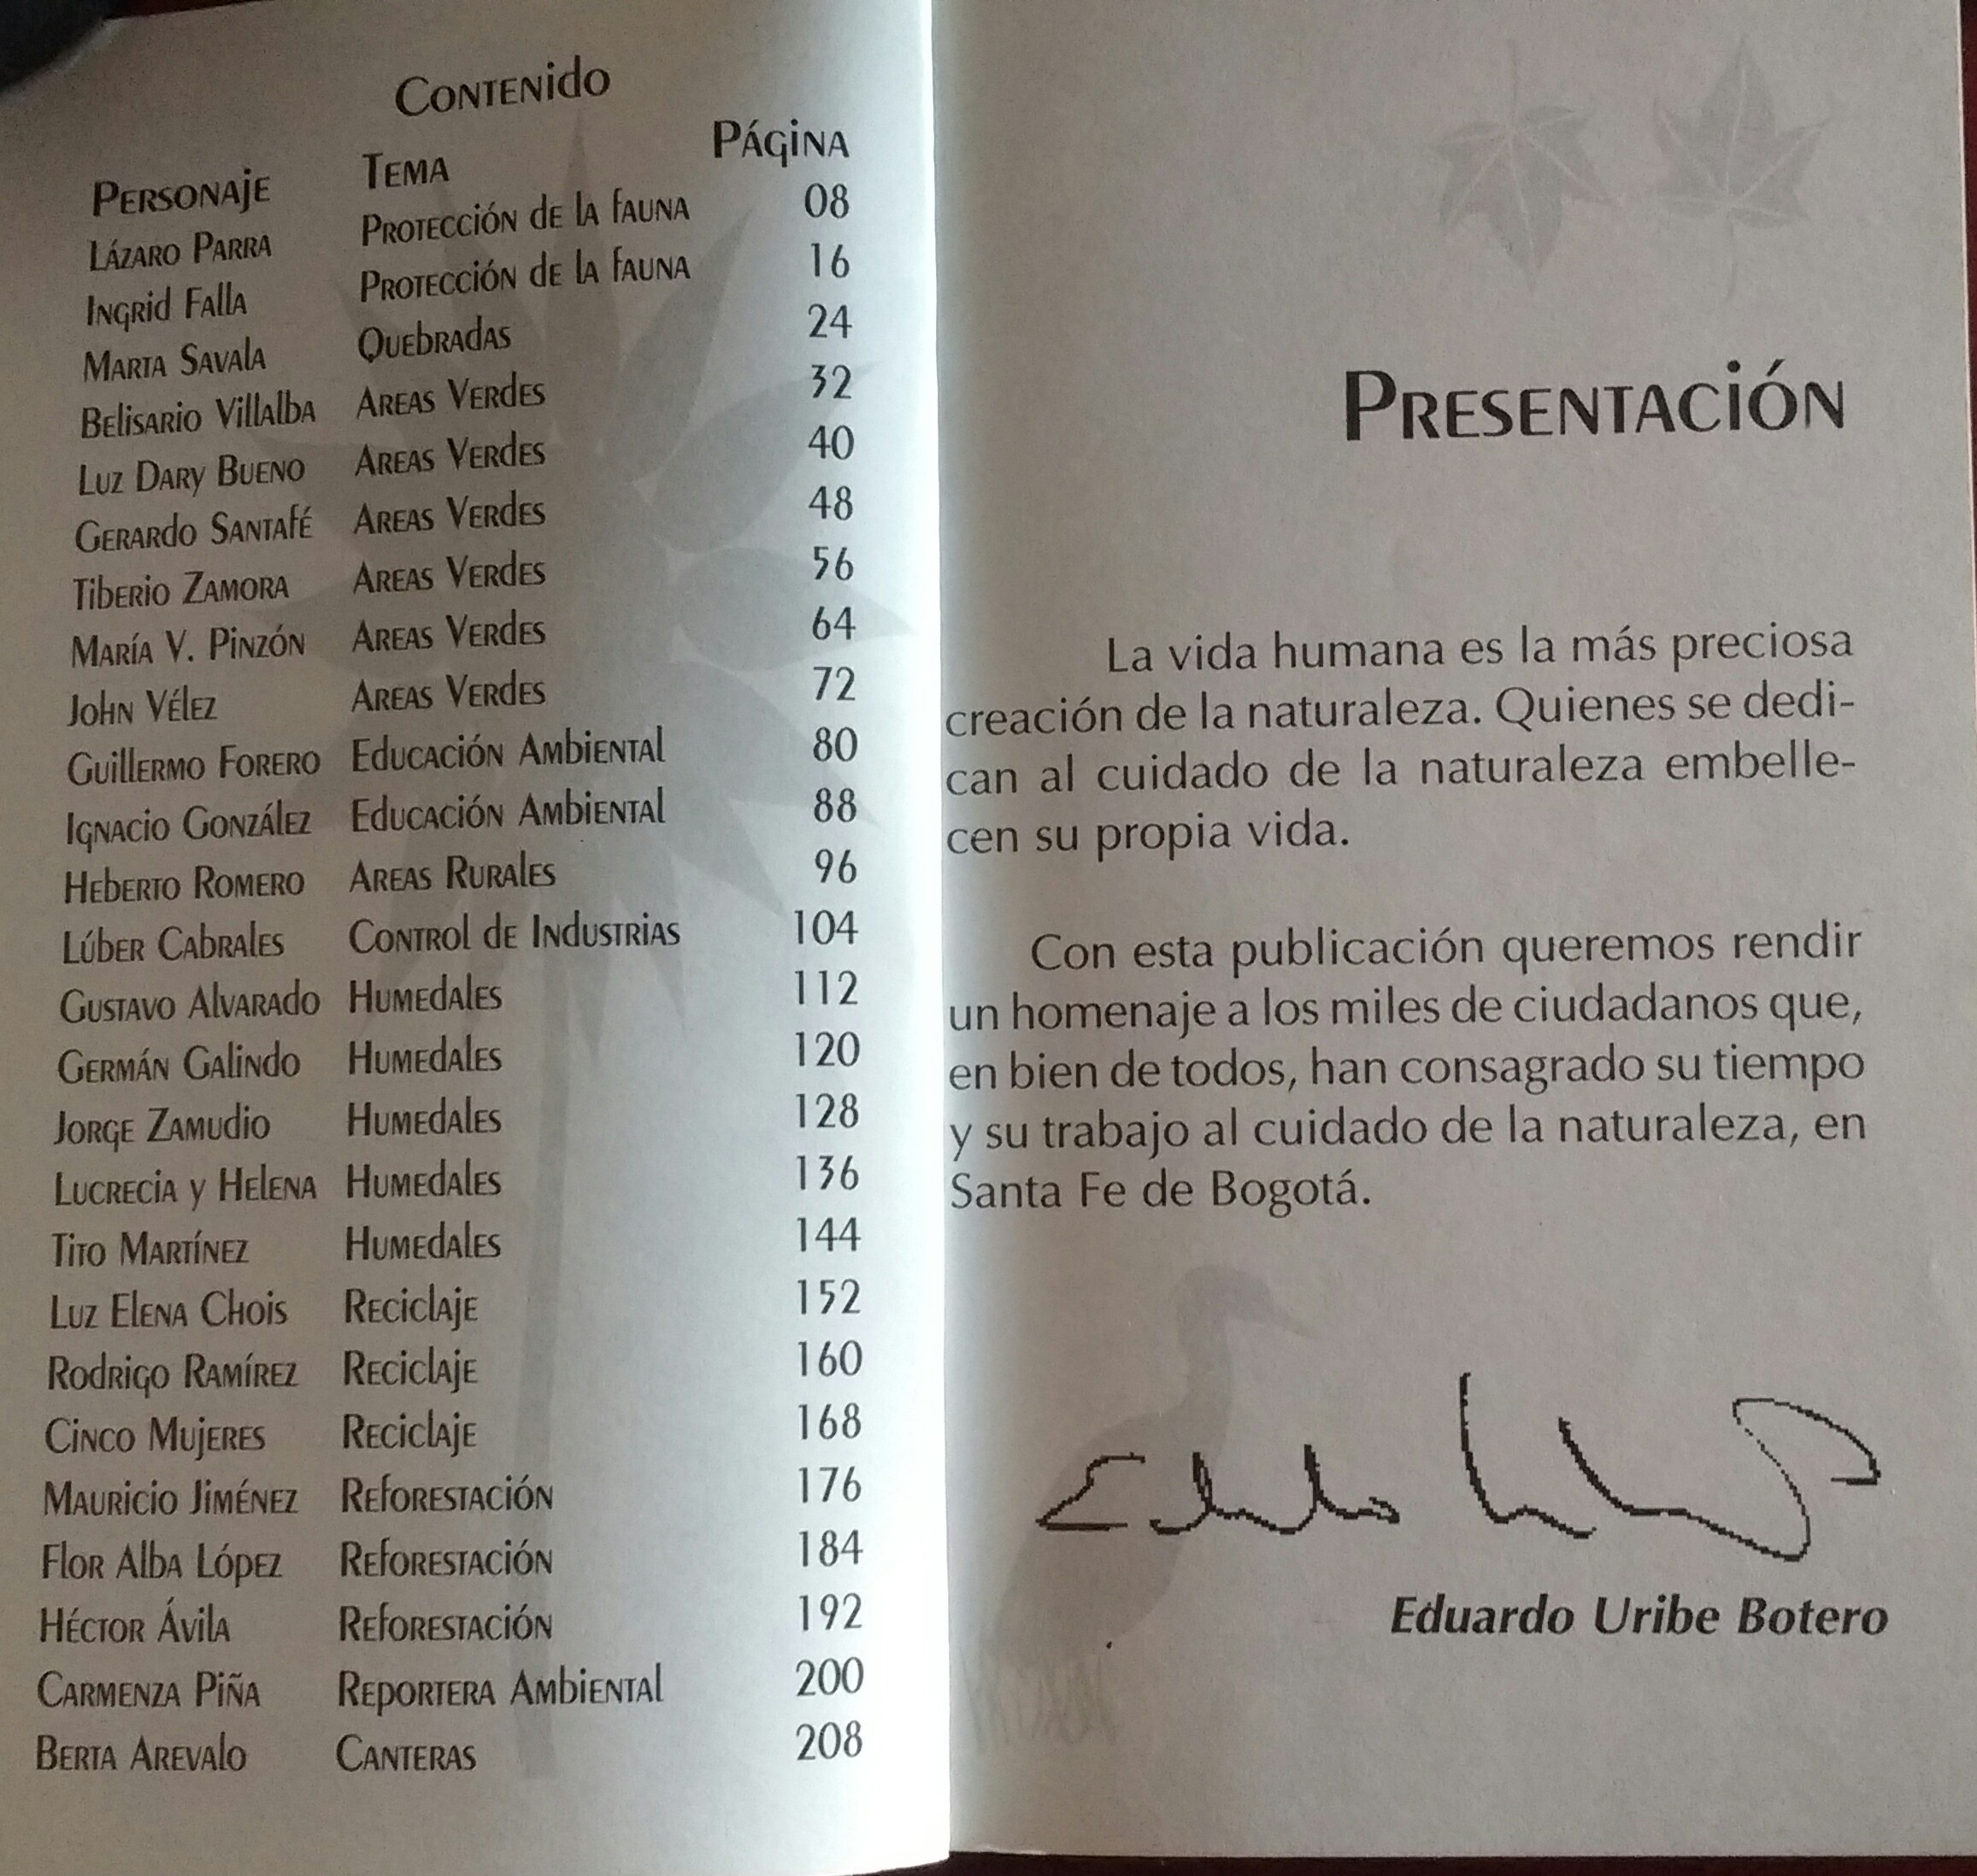 Contenido
Personaje Tema Página
Lázaro Parra Protección de la fauna 08
Ingrid Falla Protección de la fauna 16
Marta Savala Quebradas 24
Belisario Villalba Areas Verdes 32
Luz Dary Bueno Areas Verdes 40
Gerardo Santafé Areas Verdes 48
Tiberio Zamora Areas Verdes 56
María V. Pinzón Areas Verdes 64
John Vélez Areas Verdes 72
Guillermo Forero Educación Ambiental 80
Ignacio González Educación Ambiental 88
Heberto Romero Areas Rurales 96
Lúber Cabrales Control de Industrias 104
Gustavo Alvarado Humedales 112
Germán Galindo Humedales 120
Jorge Zamudio Humedales 128
Lucrecia y Helena Humedales 136
Tito Martínez Humedales 144
Luz Elena Chois Reciclaje 152
Rodrigo Ramírez Reciclaje 160
Cinco Mujeres Reciclaje 168
Mauricio Jiménez Reforestación 176
Flor Alba López Reforestación 184
Héctor Ávila Reforestación 192
Carmenza Piña Reportera Ambiental 200
Berta Arevalo Canteras 208
Presentación
La vida humana es la más preciosa
creación de la naturaleza. Quienes se dedi-
can al cuidado de la naturaleza embelle-
cen su propia vida.
Con esta publicación queremos rendir
un homenaje a los miles de ciudadanos que,
en bien de todos, han consagrado su tiempo
y su trabajo al cuidado de la naturaleza, en
Santa Fe de Bogotá.
Eduardo Uribe Botero